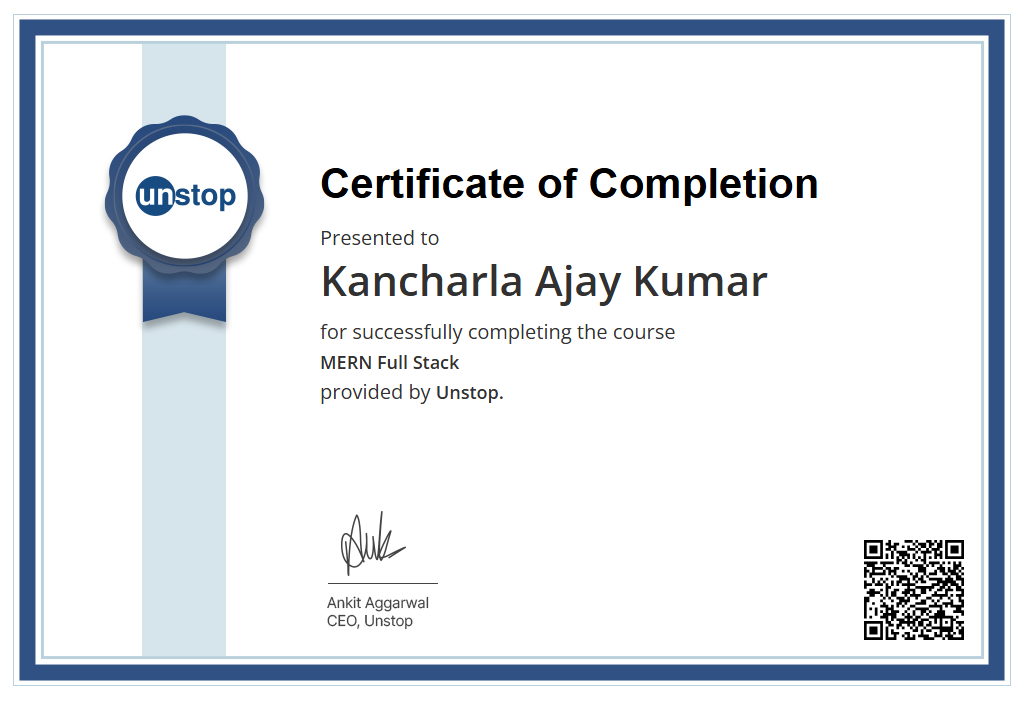 unstop
Certificate of Completion
Presented to
Kancharla Ajay Kumar
for successfully completing the course
MERN Full Stack
provided by Unstop.
Ankit Aggarwal
CEO, Unstop